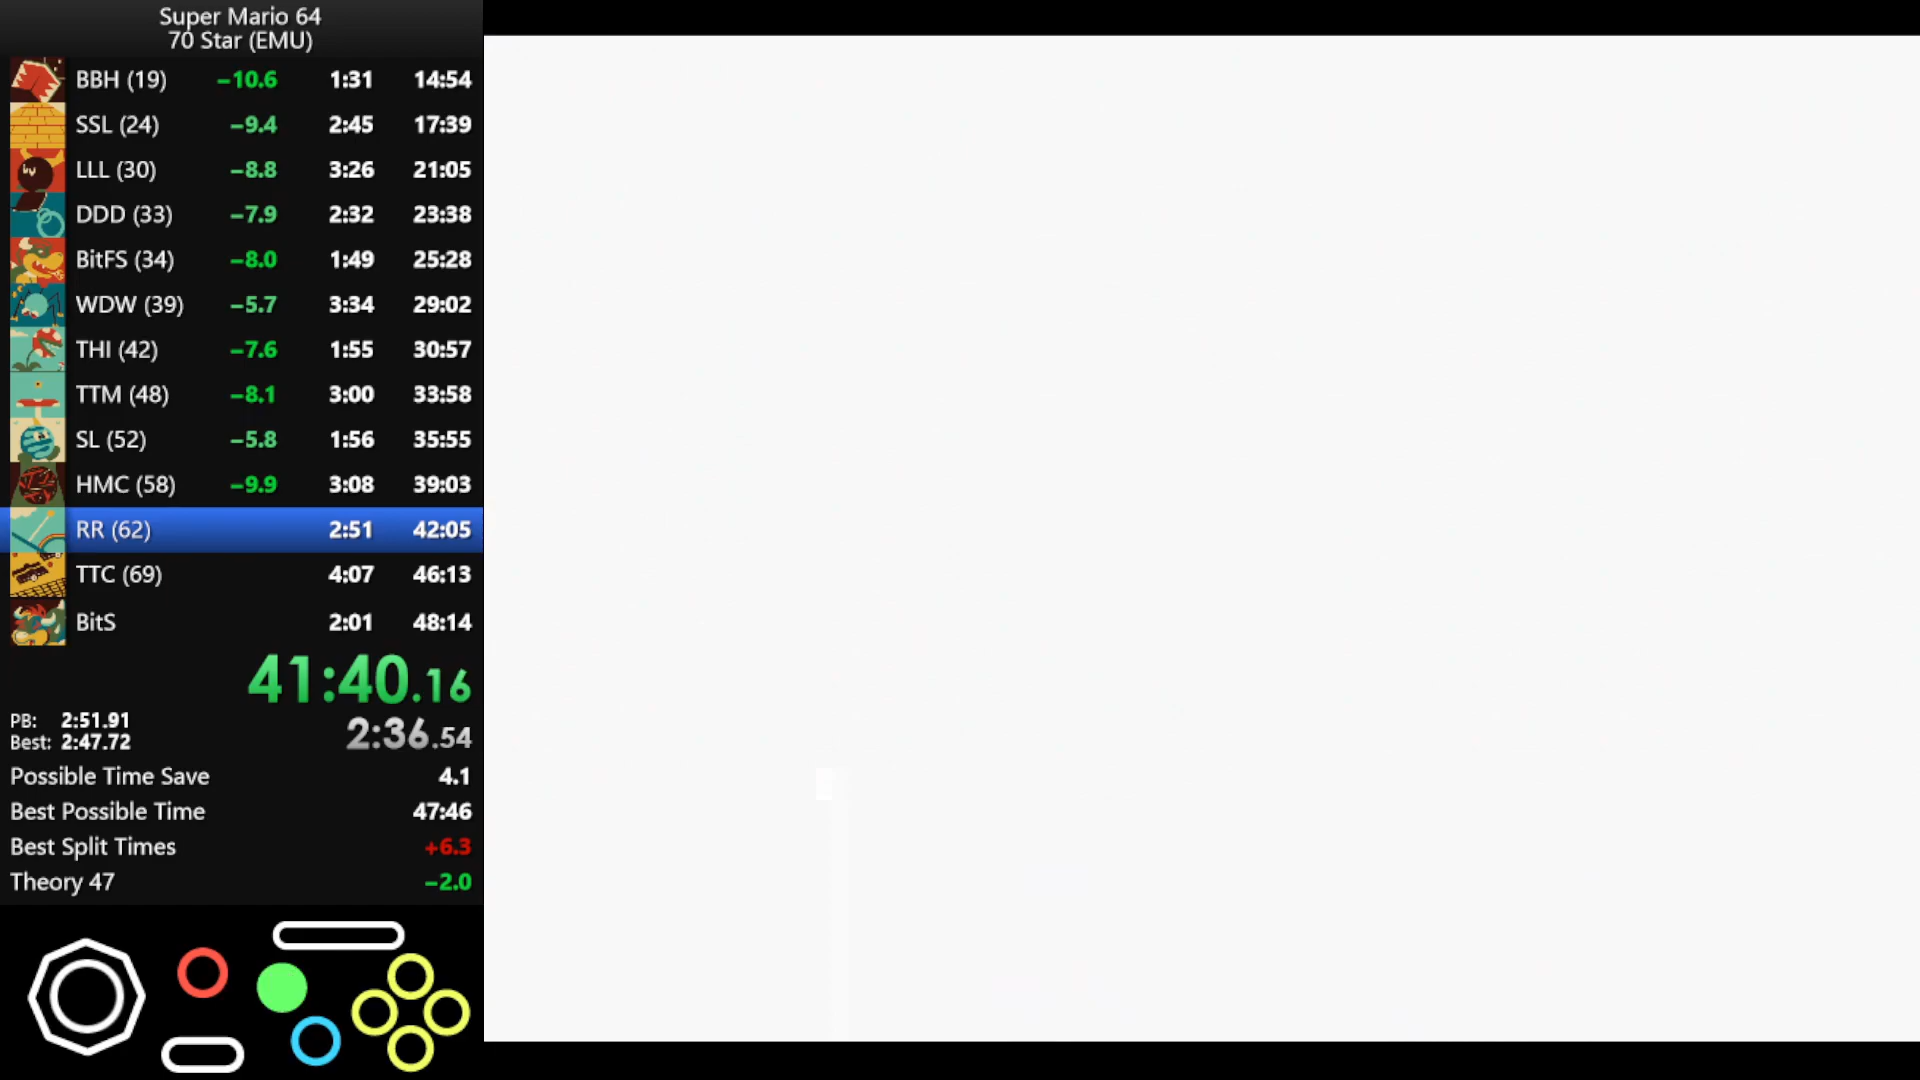 Super Mario 64
70 Star (EMU)
BBH (19) −10.6 1:31 14:54
SSL (24) −9.4 2:45 17:39
LLL (30) −8.8 3:26 21:05
DDD (33) −7.9 2:32 23:38
BitFS (34) −8.0 1:49 25:28
WDW (39) −5.7 3:34 29:02
THI (42) −7.6 1:55 30:57
TTM (48) −8.1 3:00 33:58
SL (52) −5.8 1:56 35:55
HMC (58) −9.9 3:08 39:03
RR (62) 2:51 42:05
TTC (69) 4:07 46:13
BitS 2:01 48:14
41:40.16
PB: 2:51.91
Best: 2:47.72
2:36.54
Possible Time Save 4.1
Best Possible Time 47:46
Best Split Times +6.3
Theory 47 −2.0